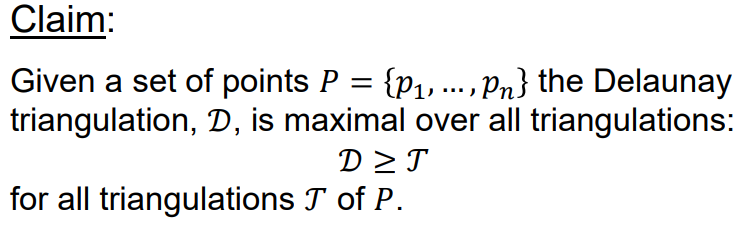 Claim:
Given a set of points 𝑃 = {𝑝₁, … , 𝑝ₙ} the Delaunay
triangulation, 𝒟, is maximal over all triangulations:
𝒟 ≥ 𝒯
for all triangulations 𝒯 of 𝑃.